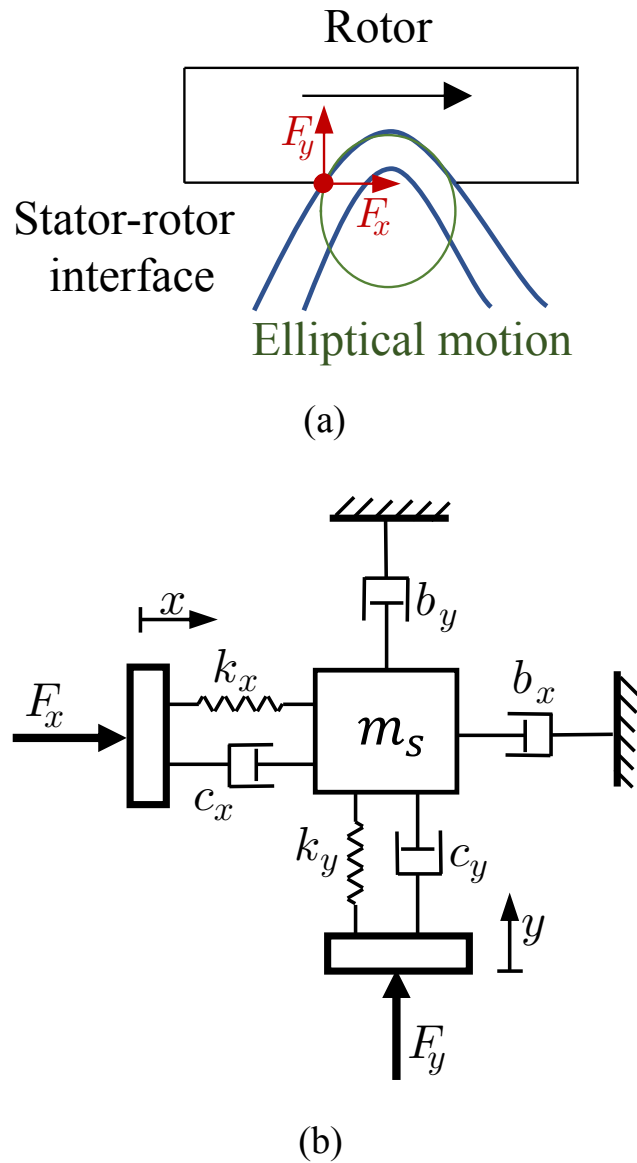 Rotor
F_y
F_x
Stator-rotor
interface
Elliptical motion
(a)
x
b_y
k_x
b_x
F_x
m_s
c_x
k_y
c_y
y
F_y
(b)